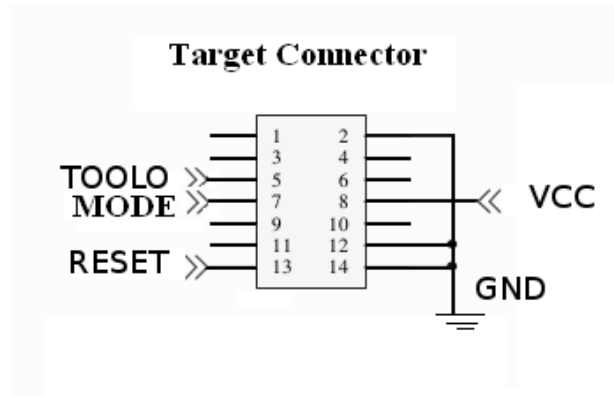 Target Connector
1 2
3 4
TOOLO 5 6
MODE 7 8 VCC
9 10
11 12
RESET 13 14
GND